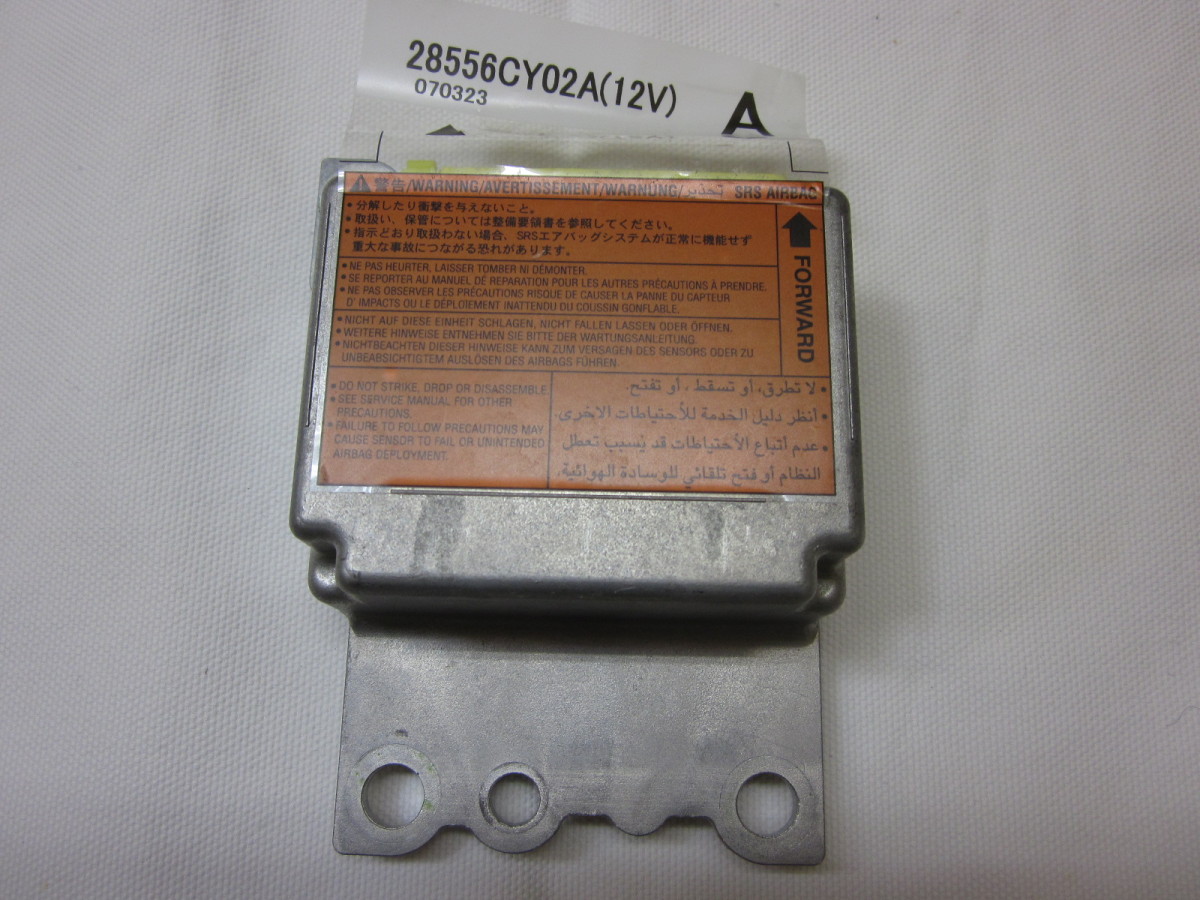 28556CY02A(12V)
070323
A
警告/WARNING/AVERTISSEMENT/WARNUNG/تحذير SRS AIRBAG
• 分解したり衝撃を与えないこと。
• 取扱い、保管については整備要領書を参照してください。
• 指示どおり取扱わない場合、SRSエアバッグシステムが正常に機能せず
重大な事故につながる恐れがあります。
FORWARD
• NE PAS HEURTER, LAISSER TOMBER NI DÉMONTER.
• SE REPORTER AU MANUEL DE RÉPARATION POUR LES AUTRES PRÉCAUTIONS À PRENDRE.
• NE PAS OBSERVER LES PRÉCAUTIONS RISQUE DE CAUSER LA PANNE DU CAPTEUR
D' IMPACTS OU LE DÉPLOIEMENT INATTENDU DU COUSSIN GONFLABLE.
• NICHT AUF DIESE EINHEIT SCHLAGEN, NICHT FALLEN LASSEN ODER ÖFFNEN.
• WEITERE HINWEISE ENTNEHMEN SIE BITTE DER WARTUNGSANLEITUNG.
• NICHTBEACHTEN DIESER HINWEISE KANN ZUM VERSAGEN DES SENSORS ODER ZU
UNBEABSICHTIGTEM AUSLÖSEN DES AIRBAGS FÜHREN.
• DO NOT STRIKE, DROP OR DISASSEMBLE
• SEE SERVICE MANUAL FOR OTHER
PRECAUTIONS.
• FAILURE TO FOLLOW PRECAUTIONS MAY
CAUSE SENSOR TO FAIL OR UNINTENDED
AIRBAG DEPLOYMENT.
• لا تطرق، أو تسقط، أو تفتح.
• أنظر دليل الخدمة للأحتياطات الاخرى.
• عدم أتباع الأحتياطات قد يُسبب تعطل
النظام أو فتح تلقائي للوسادة الهوائية.